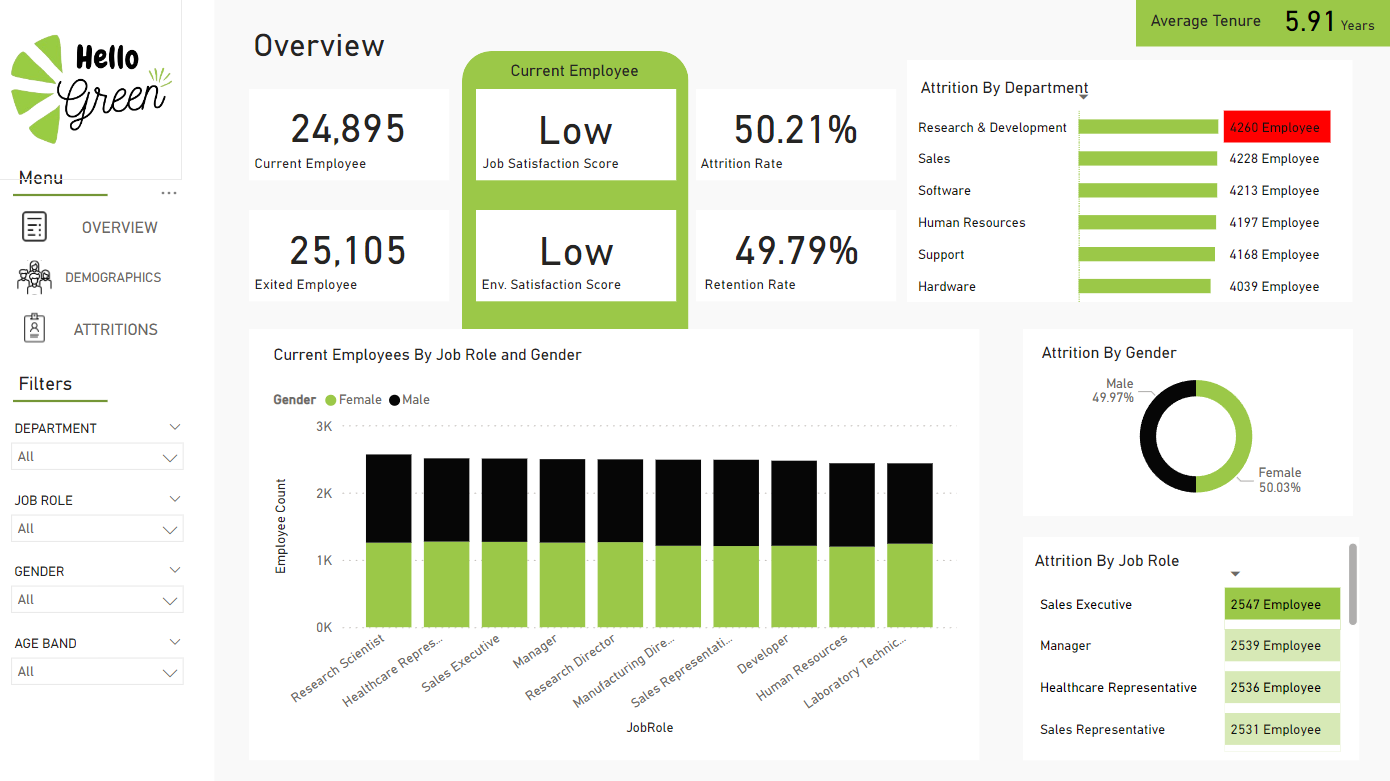 Hello
Green
Menu
...
OVERVIEW
DEMOGRAPHICS
ATTRITIONS
Filters
DEPARTMENT
All
JOB ROLE
All
GENDER
All
AGE BAND
All
Overview
Average Tenure 5.91 Years
24,895
Current Employee
25,105
Exited Employee
Current Employee
Low
Job Satisfaction Score
Low
Env. Satisfaction Score
50.21%
Attrition Rate
49.79%
Retention Rate
Attrition By Department
Research & Development 4260 Employee
Sales 4228 Employee
Software 4213 Employee
Human Resources 4197 Employee
Support 4168 Employee
Hardware 4039 Employee
Current Employees By Job Role and Gender
Gender Female Male
Employee Count
3K
2K
1K
0K
Research Scientist
Healthcare Repres...
Sales Executive
Manager
Research Director
Manufacturing Dire...
Sales Representati...
Developer
Human Resources
Laboratory Technic...
JobRole
Attrition By Gender
Male
49.97%
Female
50.03%
Attrition By Job Role
Sales Executive 2547 Employee
Manager 2539 Employee
Healthcare Representative 2536 Employee
Sales Representative 2531 Employee